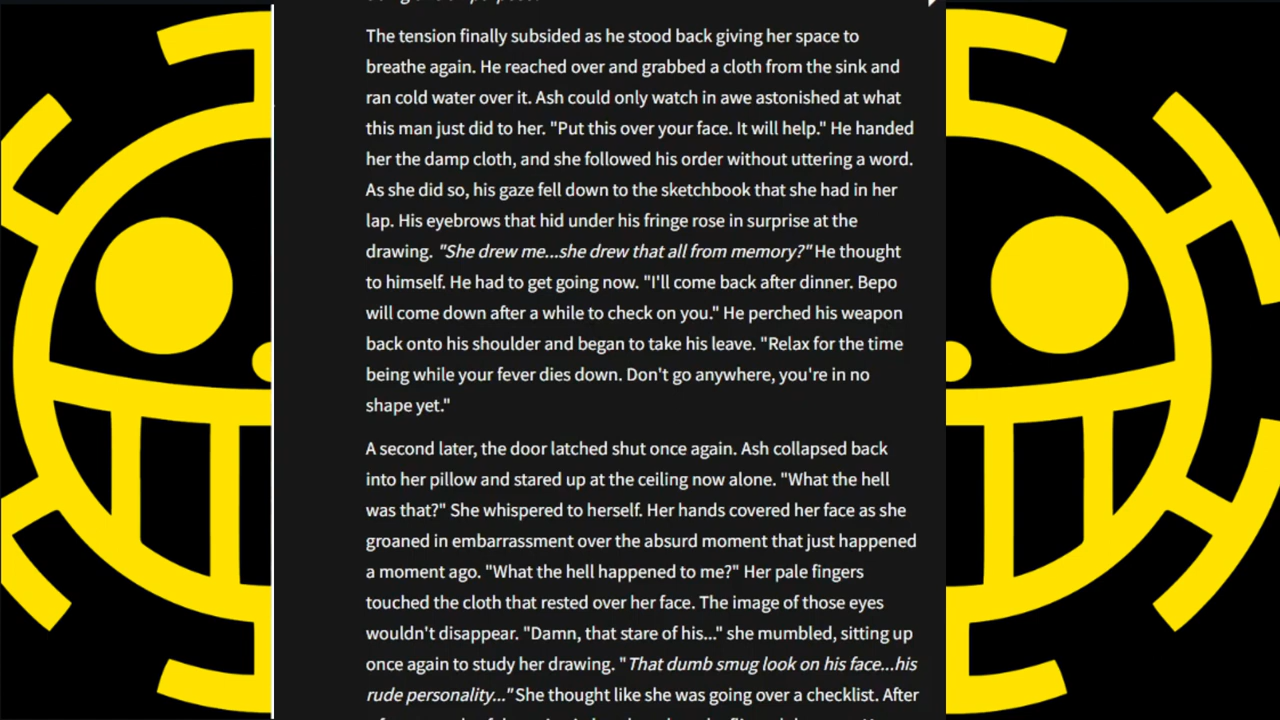 The tension finally subsided as he stood back giving her space to
breathe again. He reached over and grabbed a cloth from the sink and
ran cold water over it. Ash could only watch in awe astonished at what
this man just did to her. "Put this over your face. It will help." He handed
her the damp cloth, and she followed his order without uttering a word.
As she did so, his gaze fell down to the sketchbook that she had in her
lap. His eyebrows that hid under his fringe rose in surprise at the
drawing. "She drew me...she drew that all from memory?" He thought
to himself. He had to get going now. "I'll come back after dinner. Bepo
will come down after a while to check on you." He perched his weapon
back onto his shoulder and began to take his leave. "Relax for the time
being while your fever dies down. Don't go anywhere, you're in no
shape yet."
A second later, the door latched shut once again. Ash collapsed back
into her pillow and stared up at the ceiling now alone. "What the hell
was that?" She whispered to herself. Her hands covered her face as she
groaned in embarrassment over the absurd moment that just happened
a moment ago. "What the hell happened to me?" Her pale fingers
touched the cloth that rested over her face. The image of those eyes
wouldn't disappear. "Damn, that stare of his..." she mumbled, sitting up
once again to study her drawing. "That dumb smug look on his face...his
rude personality..." She thought like she was going over a checklist. After